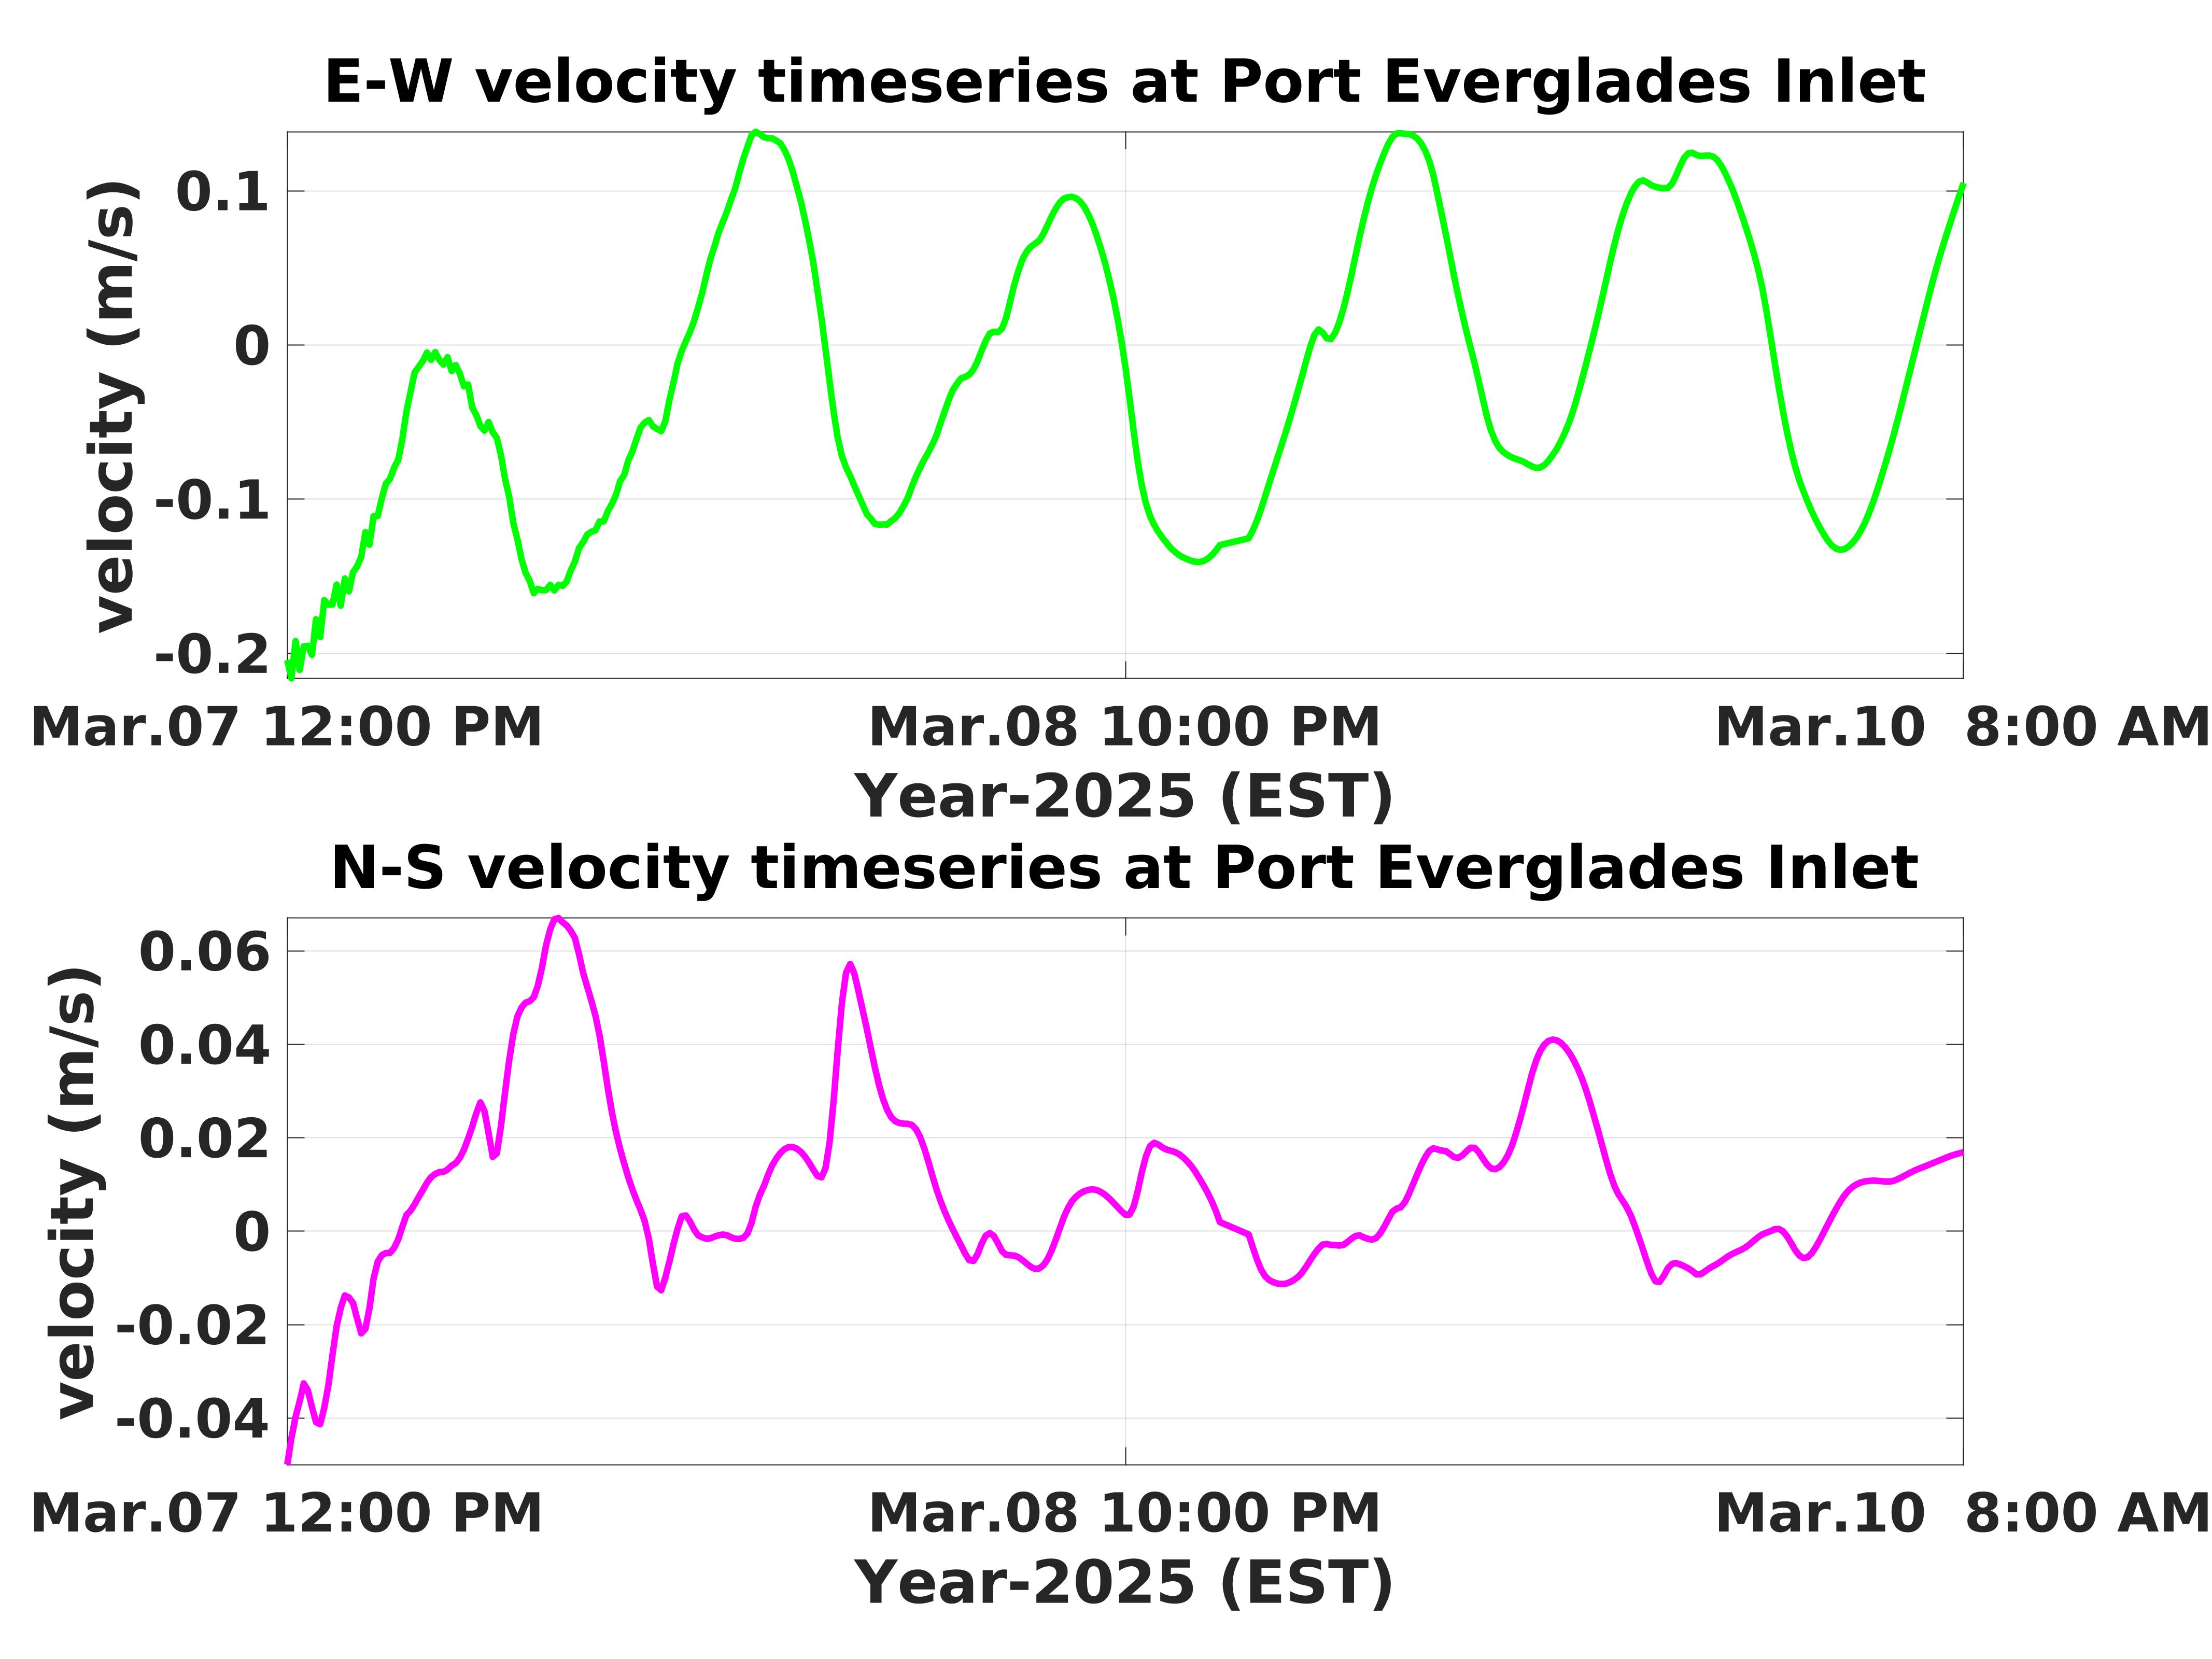 E-W velocity timeseries at Port Everglades Inlet
velocity (m/s)
0.1
0
-0.1
-0.2
Mar.07 12:00 PM
Mar.08 10:00 PM
Mar.10 8:00 AM
Year-2025 (EST)
N-S velocity timeseries at Port Everglades Inlet
velocity (m/s)
0.06
0.04
0.02
0
-0.02
-0.04
Mar.07 12:00 PM
Mar.08 10:00 PM
Mar.10 8:00 AM
Year-2025 (EST)